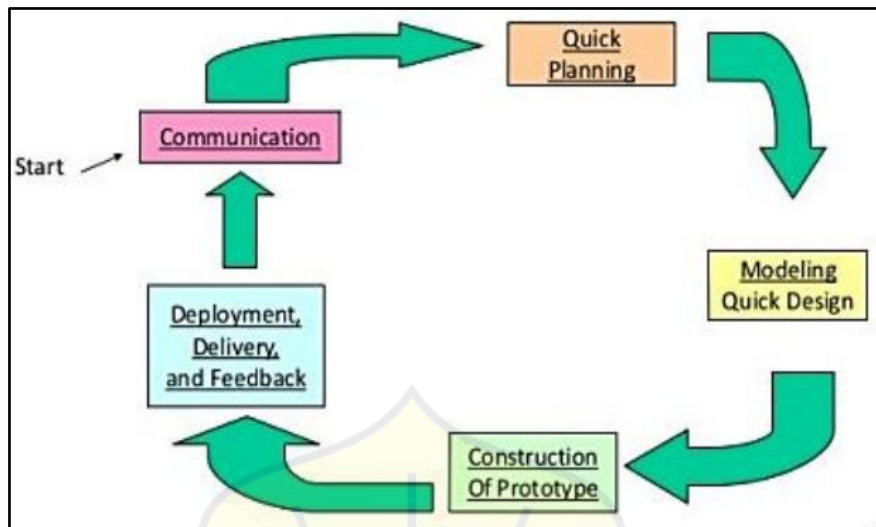 Start
Communication
Quick
Planning
Modeling
Quick Design
Construction
Of Prototype
Deployment,
Delivery,
and Feedback